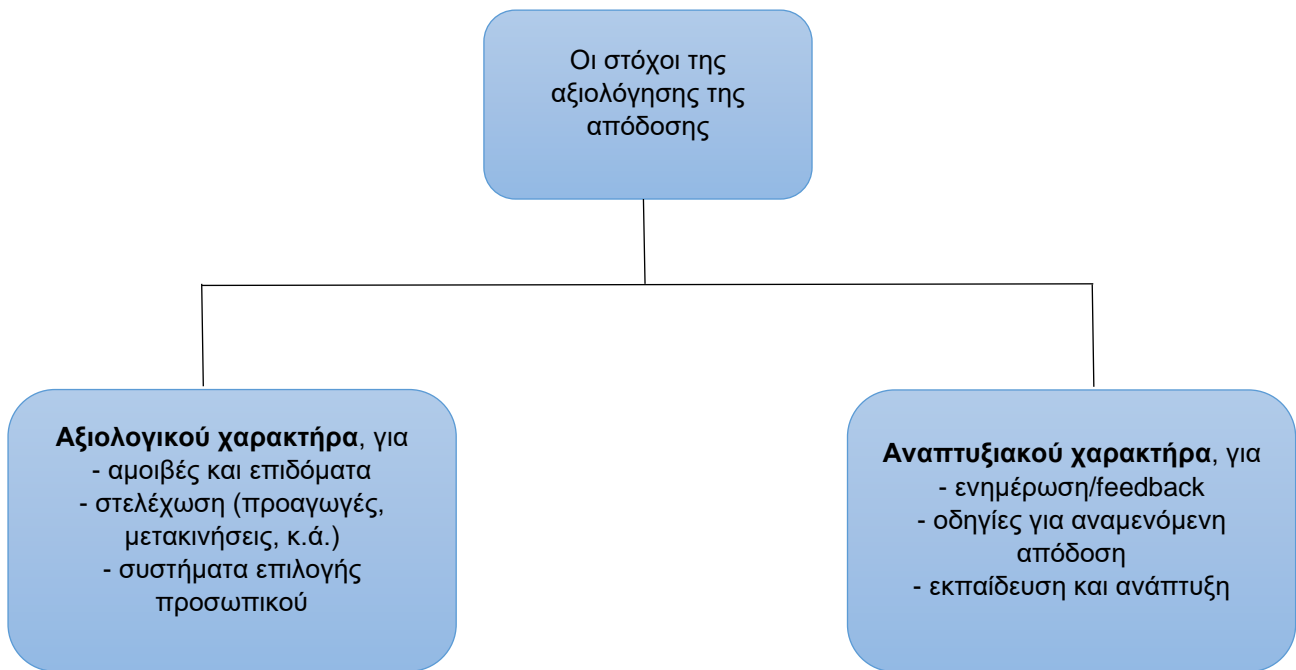 Οι στόχοι της
αξιολόγησης της
απόδοσης
Αξιολογικού χαρακτήρα, για
- αμοιβές και επιδόματα
- στελέχωση (προαγωγές,
μετακινήσεις, κ.ά.)
- συστήματα επιλογής
προσωπικού
Αναπτυξιακού χαρακτήρα, για
- ενημέρωση/feedback
- οδηγίες για αναμενόμενη
απόδοση
- εκπαίδευση και ανάπτυξη